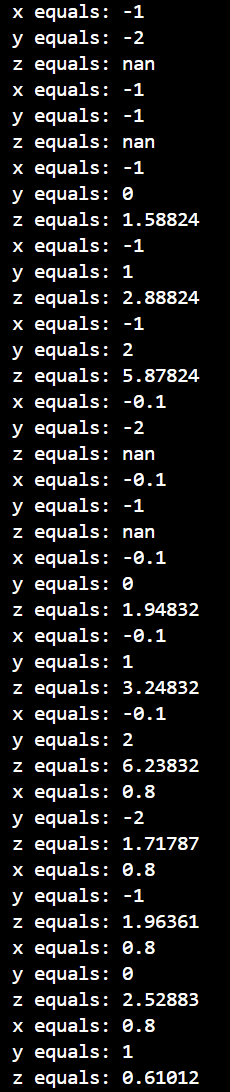 x equals: -1
y equals: -2
z equals: nan
x equals: -1
y equals: -1
z equals: nan
x equals: -1
y equals: 0
z equals: 1.58824
x equals: -1
y equals: 1
z equals: 2.88824
x equals: -1
y equals: 2
z equals: 5.87824
x equals: -0.1
y equals: -2
z equals: nan
x equals: -0.1
y equals: -1
z equals: nan
x equals: -0.1
y equals: 0
z equals: 1.94832
x equals: -0.1
y equals: 1
z equals: 3.24832
x equals: -0.1
y equals: 2
z equals: 6.23832
x equals: 0.8
y equals: -2
z equals: 1.71787
x equals: 0.8
y equals: -1
z equals: 1.96361
x equals: 0.8
y equals: 0
z equals: 2.52883
x equals: 0.8
y equals: 1
z equals: 0.61012